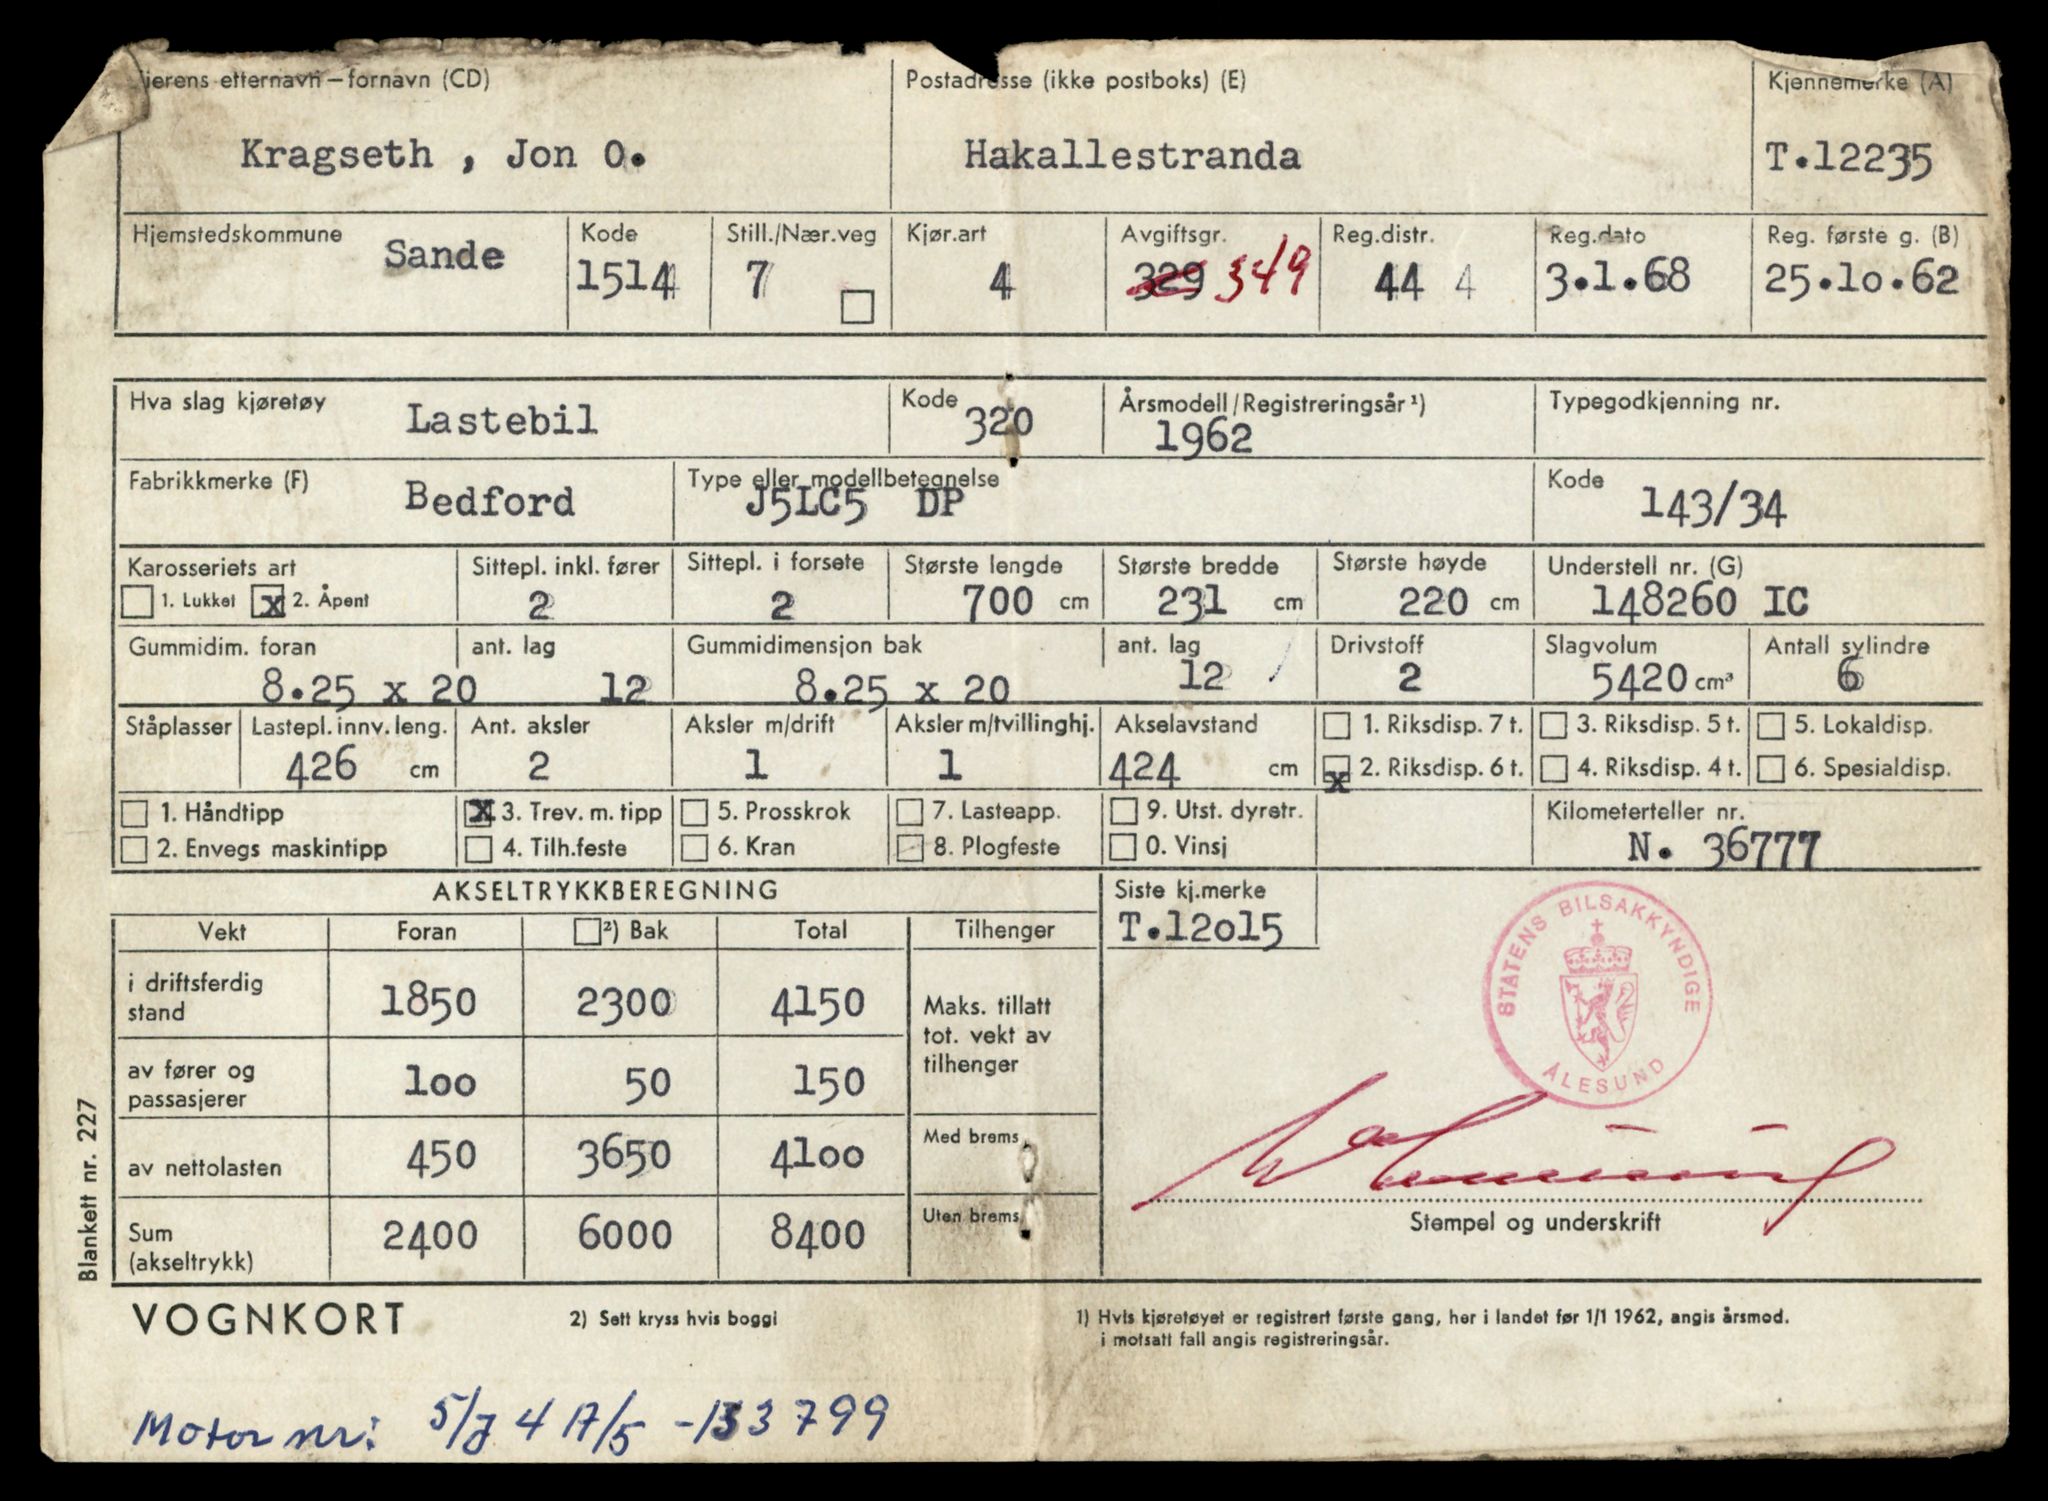 jerens etternavn – fornavn (CD) Postadresse (ikke postboks) (E) Kjennemerke (A)
Kragseth , Jon O. Hakallestranda T.12235
Hjemstedskommune Kode Still./Nær.veg Kjør.art Avgiftsgr. Reg.distr. Reg.dato Reg. første g. (B)
Sande 1514 7 4 329 349 44 4 3.1.68 25.10.62
Hva slag kjøretøy Kode Årsmodell/Registreringsår ¹) Typegodkjenning nr.
Lastebil 320 1962
Fabrikkmerke (F) Type eller modellbetegnelse Kode
Bedford J5LC5 DP 143/34
Karosseriets art Sittepl. inkl. fører Sittepl. i forsete Største lengde Største bredde Største høyde Understell nr. (G)
1. Lukket x 2. Åpent 2 2 700 cm 231 cm 220 cm 148260 IC
Gummidim. foran ant. lag Gummidimensjon bak ant. lag Drivstoff Slagvolum Antall sylindre
8.25 x 20 12 8.25 x 20 12 2 5420 cm³ 6
Ståplasser Lastepl. innv. leng. Ant. aksler Aksler m/drift Aksler m/tvillinghj. Akselavstand 1. Riksdisp. 7 t. 3. Riksdisp. 5 t. 5. Lokaldisp.
426 cm 2 1 1 424 cm x 2. Riksdisp. 6 t. 4. Riksdisp. 4 t. 6. Spesialdisp.
1. Håndtipp x 3. Trev. m. tipp 5. Prosskrok 7. Lasteapp. 9. Utst. dyretr. Kilometerteller nr.
2. Envegs maskintipp 4. Tilh.feste 6. Kran 8. Plogfeste 0. Vinsj N. 36777
AKSELTRYKKBEREGNING Siste kj.merke
Vekt Foran ²) Bak Total Tilhenger T.12o15
i driftsferdig stand 1850 2300 4150 Maks. tillatt tot. vekt av tilhenger
av fører og passasjerer 1oo 50 150
av nettolasten 450 3650 41oo Med brems
Sum (akseltrykk) 2400 6000 8400 Uten brems
STATENS BILSAKKYNDIGE
ÅLESUND
Stempel og underskrift
Blankett nr. 227
VOGNKORT 2) Sett kryss hvis boggi 1) Hvis kjøretøyet er registrert første gang, her i landet før 1/1 1962, angis årsmod.
i motsatt fall angis registreringsår.
Motor nr: 5/J 4 A/5 -133799